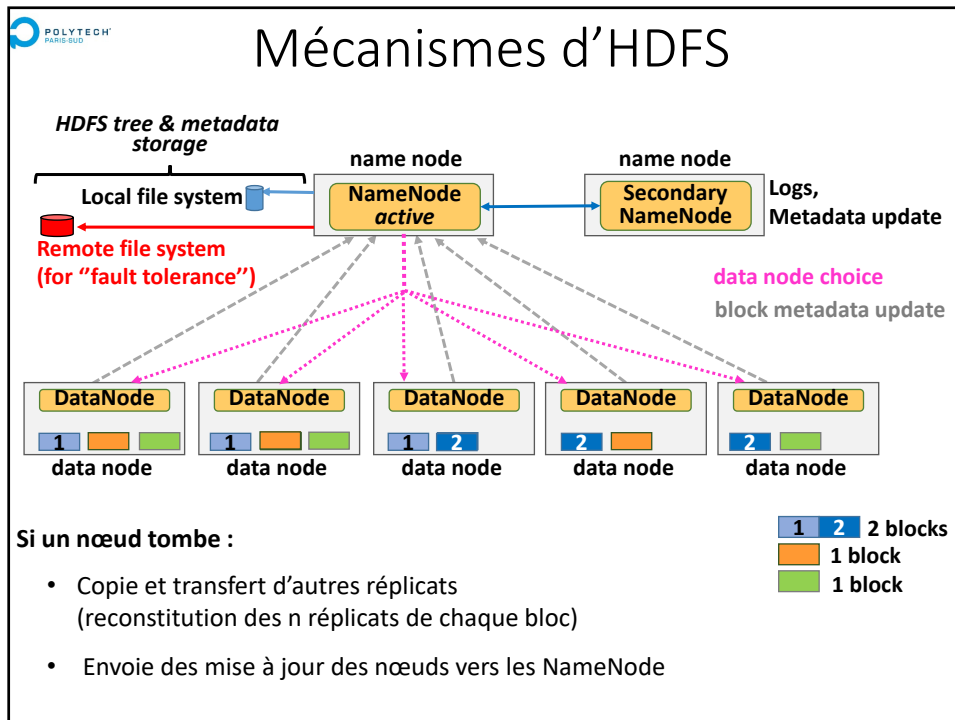 POLYTECH'
PARIS-SUD
Mécanismes d'HDFS
HDFS tree & metadata
storage
name node
name node
Local file system
NameNode
active
Secondary
NameNode
Logs,
Metadata update
Remote file system
(for "fault tolerance")
data node choice
block metadata update
DataNode
DataNode
DataNode
DataNode
DataNode
1
1
1 2
2
2
data node
data node
data node
data node
data node
Si un nœud tombe :
1 2 2 blocks
1 block
1 block
• Copie et transfert d'autres réplicats
(reconstitution des n réplicats de chaque bloc)
• Envoie des mise à jour des nœuds vers les NameNode